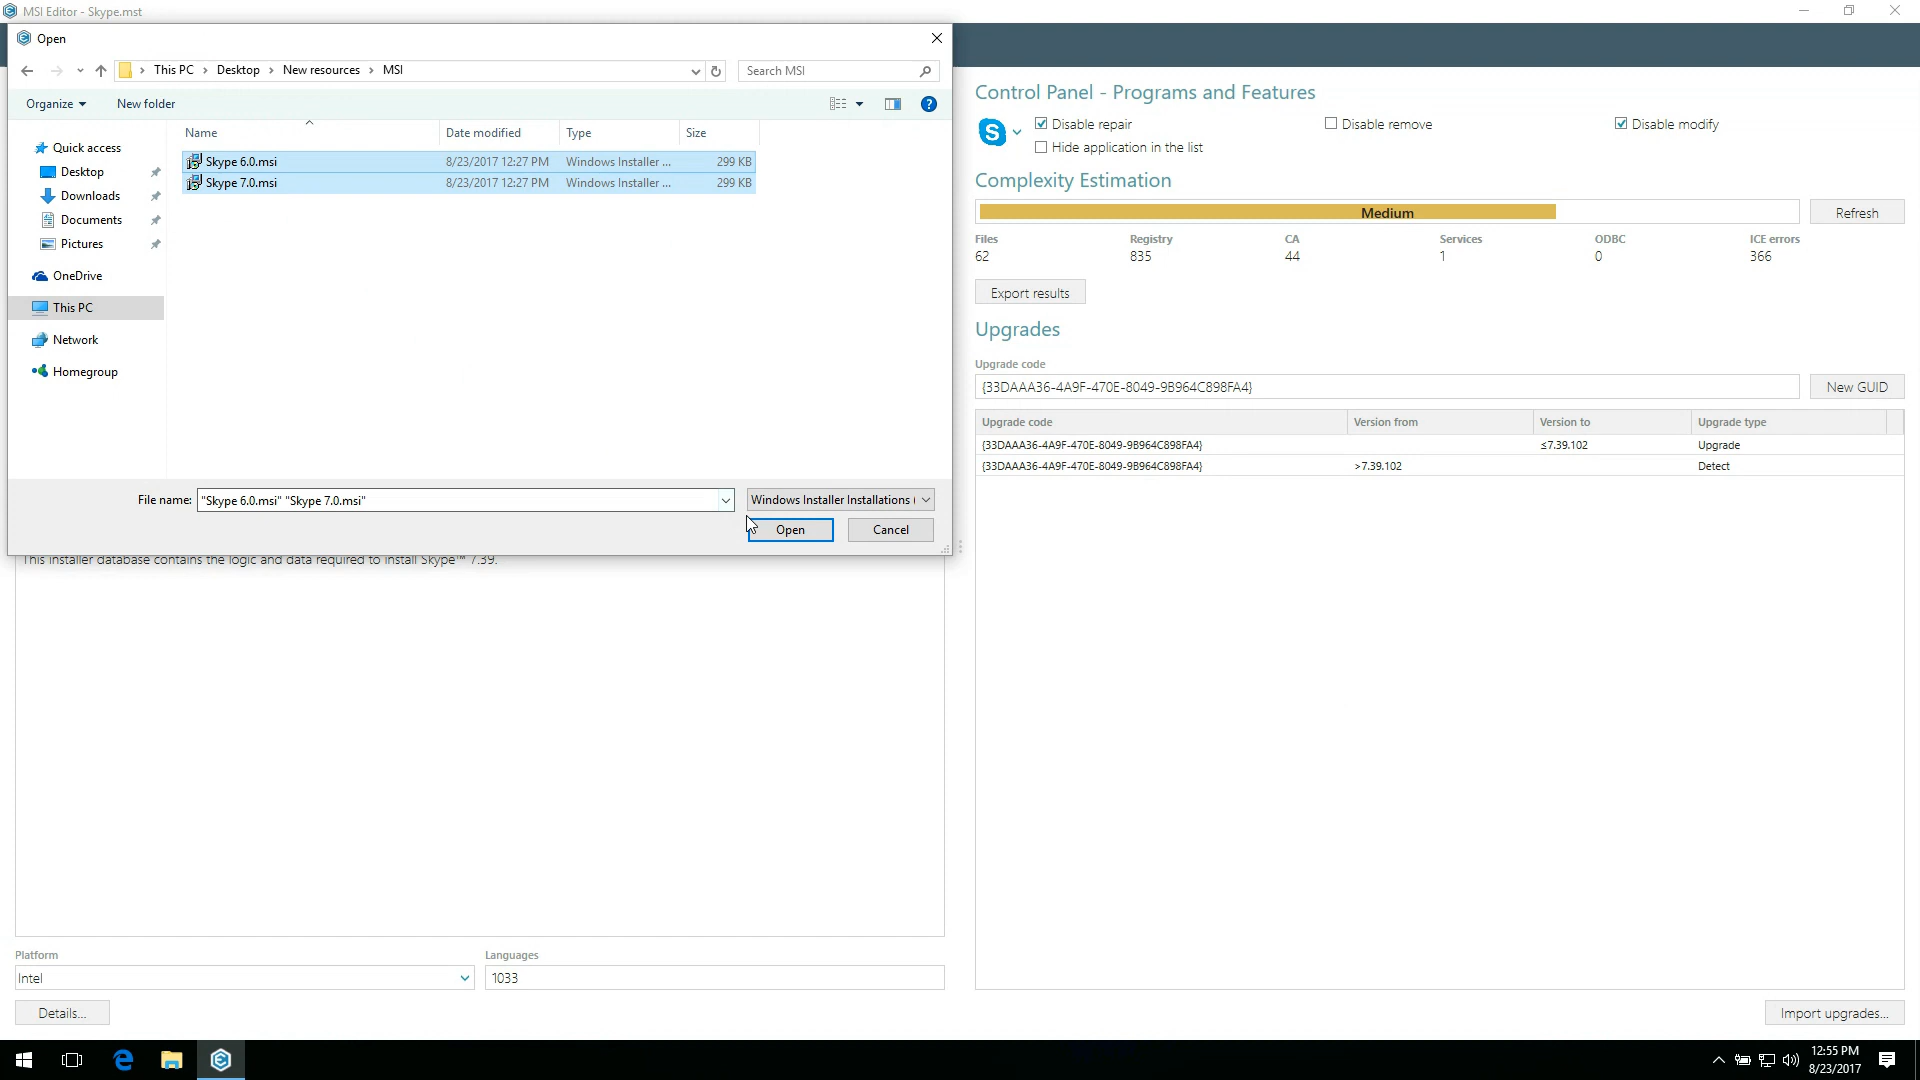 MSI Editor - Skype.mst
Open
This PC > Desktop > New resources > MSI
Search MSI
Organize
New folder
Name
Date modified
Type
Size
Skype 6.0.msi 8/23/2017 12:27 PM Windows Installer ... 299 KB
Skype 7.0.msi 8/23/2017 12:27 PM Windows Installer ... 299 KB
Quick access
Desktop
Downloads
Documents
Pictures
OneDrive
This PC
Network
Homegroup
File name: "Skype 6.0.msi" "Skype 7.0.msi"
Windows Installer Installations (
Open
Cancel
This installer database contains the logic and data required to install Skype™ 7.39.
Platform
Intel
Languages
1033
Details...
Control Panel - Programs and Features
Disable repair
Disable remove
Disable modify
Hide application in the list
Complexity Estimation
Medium
Refresh
Files Registry CA Services ODBC ICE errors
62 835 44 1 0 366
Export results
Upgrades
Upgrade code
{33DAAA36-4A9F-470E-8049-9B964C898FA4}
New GUID
Upgrade code Version from Version to Upgrade type
{33DAAA36-4A9F-470E-8049-9B964C898FA4} ≤7.39.102 Upgrade
{33DAAA36-4A9F-470E-8049-9B964C898FA4} >7.39.102 Detect
Import upgrades...
12:55 PM
8/23/2017